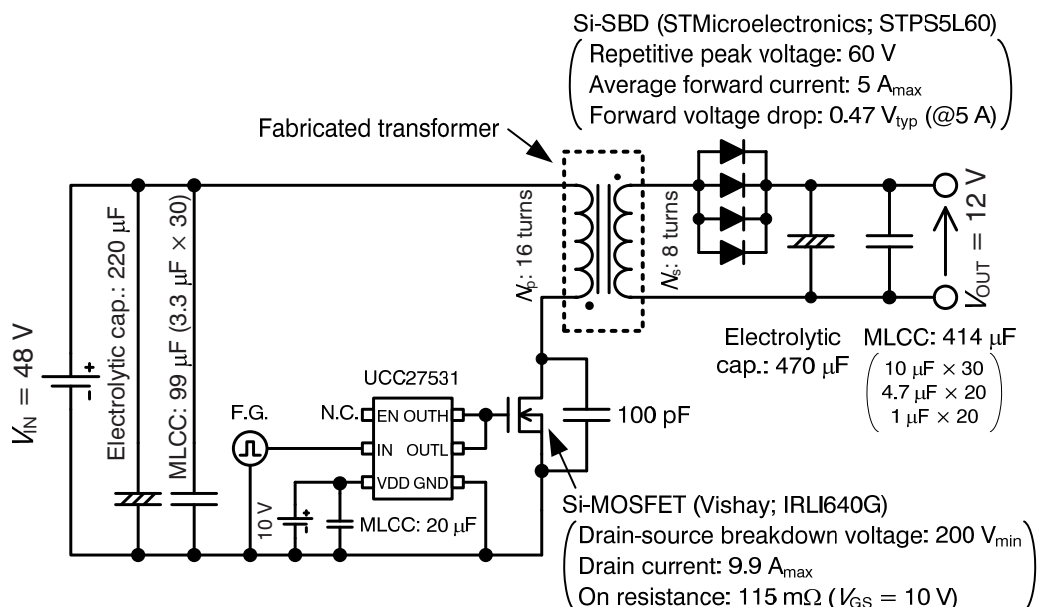 Si-SBD (STMicroelectronics; STPS5L60)
Repetitive peak voltage: 60 V
Average forward current: 5 Amax
Forward voltage drop: 0.47 Vtyp (@5 A)
Fabricated transformer
Np: 16 turns
Ns: 8 turns
VIN = 48 V
+
-
Electrolytic cap.: 220 µF
MLCC: 99 µF (3.3 µF × 30)
VOUT = 12 V
Electrolytic
cap.: 470 µF
MLCC: 414 µF
10 µF × 30
4.7 µF × 20
1 µF × 20
UCC27531
F.G.
N.C.
EN OUTH
IN OUTL
VDD GND
100 pF
10 V
+
-
MLCC: 20 µF
Si-MOSFET (Vishay; IRLI640G)
Drain-source breakdown voltage: 200 Vmin
Drain current: 9.9 Amax
On resistance: 115 mΩ (VGS = 10 V)